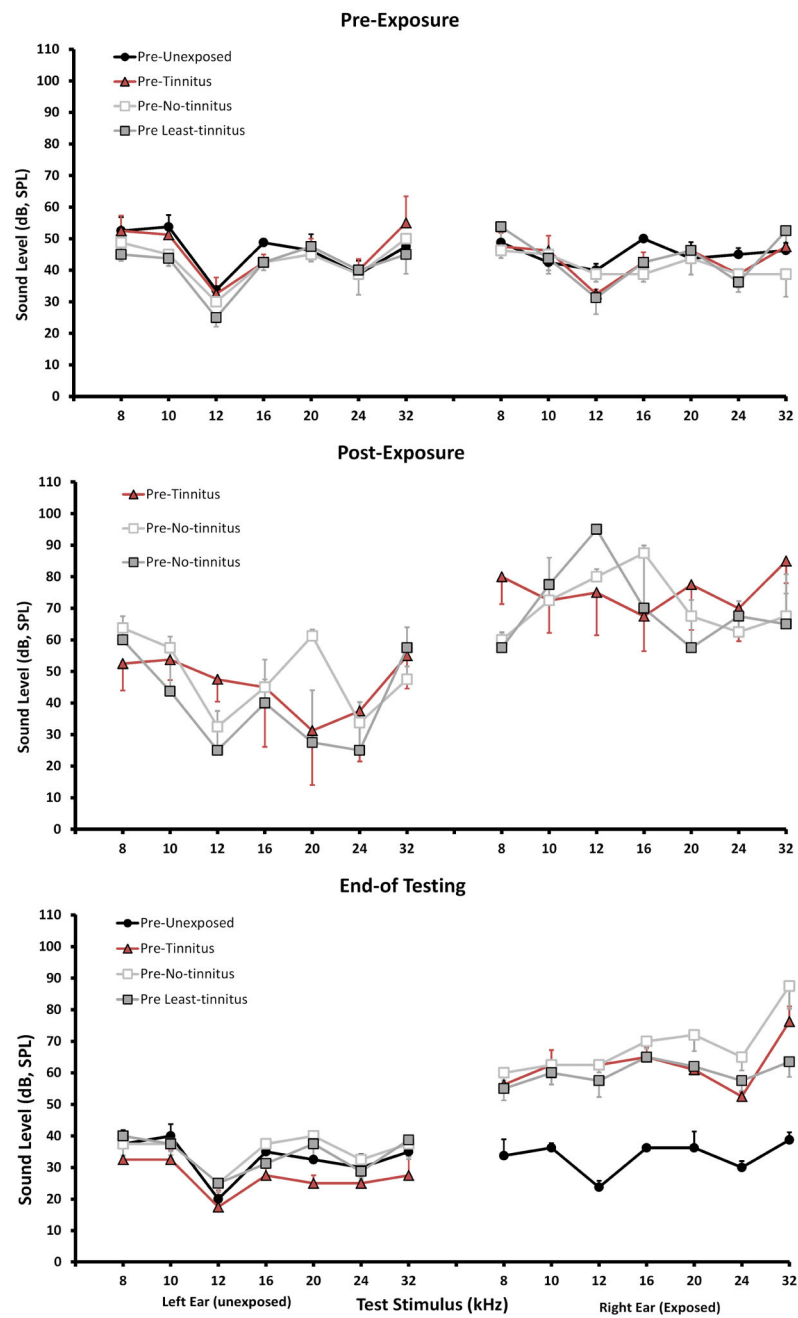 Pre-Exposure
Sound Level (dB, SPL)
110
100
90
80
70
60
50
40
30
20
10
0
Pre-Unexposed
Pre-Tinnitus
Pre-No-tinnitus
Pre Least-tinnitus
8 10 12 16 20 24 32 8 10 12 16 20 24 32
Post-Exposure
Sound Level (dB, SPL)
110
100
90
80
70
60
50
40
30
20
10
0
Pre-Tinnitus
Pre-No-tinnitus
Pre-No-tinnitus
8 10 12 16 20 24 32 8 10 12 16 20 24 32
End-of Testing
Sound Level (dB, SPL)
110
100
90
80
70
60
50
40
30
20
10
0
Pre-Unexposed
Pre-Tinnitus
Pre-No-tinnitus
Pre Least-tinnitus
8 10 12 16 20 24 32 8 10 12 16 20 24 32
Left Ear (unexposed) Test Stimulus (kHz) Right Ear (Exposed)